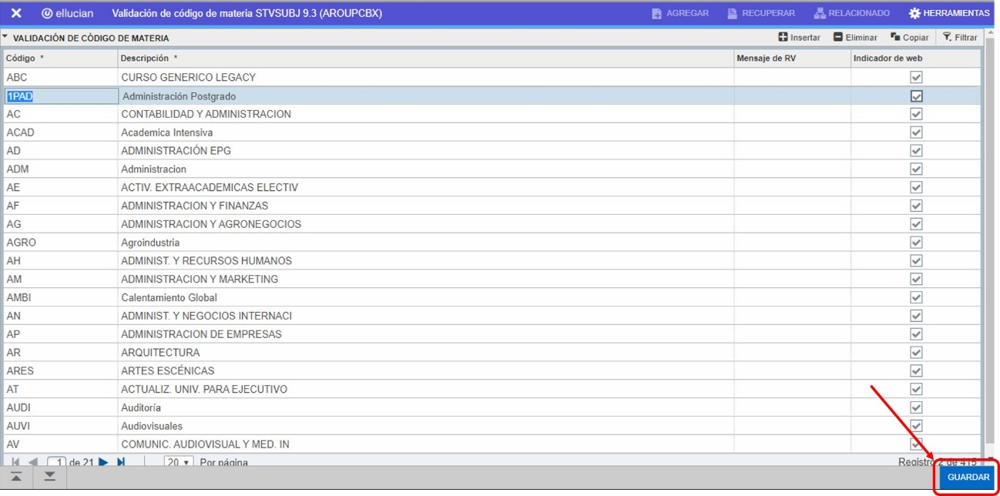 ellucian Validación de código de materia STVSUBJ 9.3 (AROUPCBX) AGREGAR RECUPERAR RELACIONADO HERRAMIENTAS
VALIDACIÓN DE CÓDIGO DE MATERIA Insertar Eliminar Copiar Filtrar
Código * Descripción * Mensaje de RV Indicador de web
ABC CURSO GENERICO LEGACY
1PAD Administración Postgrado
AC CONTABILIDAD Y ADMINISTRACION
ACAD Academica Intensiva
AD ADMINISTRACIÓN EPG
ADM Administracion
AE ACTIV. EXTRAACADEMICAS ELECTIV
AF ADMINISTRACION Y FINANZAS
AG ADMINISTRACION Y AGRONEGOCIOS
AGRO Agroindustria
AH ADMINIST. Y RECURSOS HUMANOS
AM ADMINISTRACION Y MARKETING
AMBI Calentamiento Global
AN ADMINIST. Y NEGOCIOS INTERNACI
AP ADMINISTRACION DE EMPRESAS
AR ARQUITECTURA
ARES ARTES ESCÉNICAS
AT ACTUALIZ. UNIV. PARA EJECUTIVO
AUDI Auditoría
AUVI Audiovisuales
AV COMUNIC. AUDIOVISUAL Y MED. IN
1 de 21 20 Por página Registro 2 de 415
GUARDAR